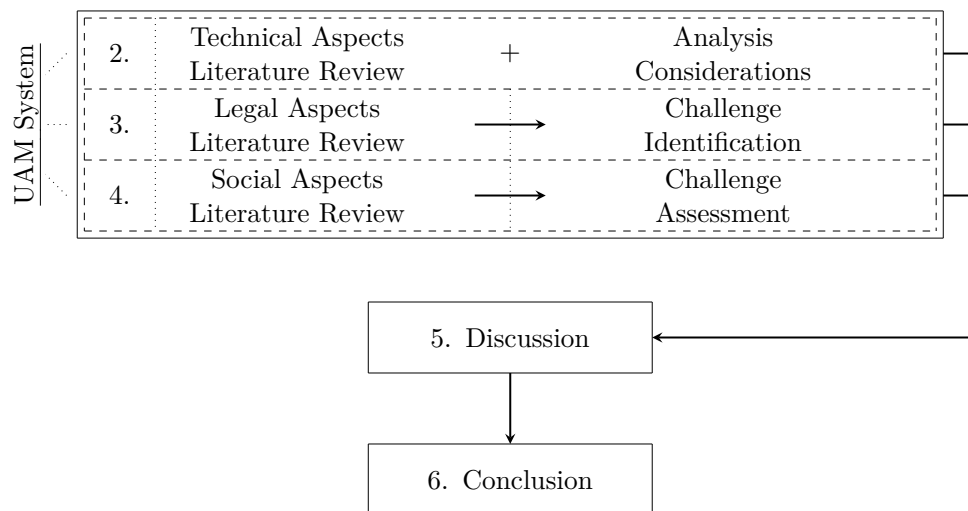 UAM System
2. Technical Aspects + Analysis
Literature Review Considerations
3. Legal Aspects Challenge
Literature Review Identification
4. Social Aspects Challenge
Literature Review Assessment
5. Discussion
6. Conclusion